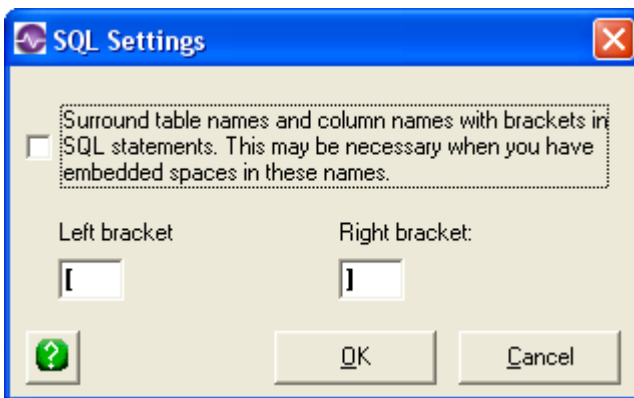 SQL Settings
Surround table names and column names with brackets in
SQL statements. This may be necessary when you have
embedded spaces in these names.
Left bracket
Right bracket:
[
]
?
OK
Cancel